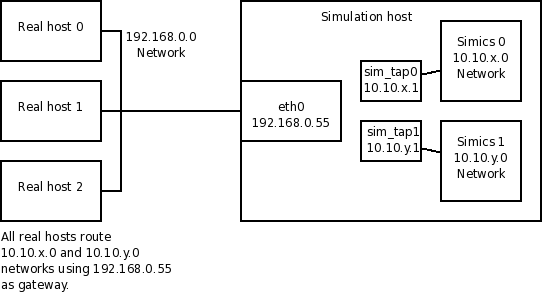 Real host 0
Real host 1
Real host 2
192.168.0.0
Network
Simulation host
eth0
192.168.0.55
sim_tap0
10.10.x.1
sim_tap1
10.10.y.1
Simics 0
10.10.x.0
Network
Simics 1
10.10.y.0
Network
All real hosts route
10.10.x.0 and 10.10.y.0
networks using 192.168.0.55
as gateway.